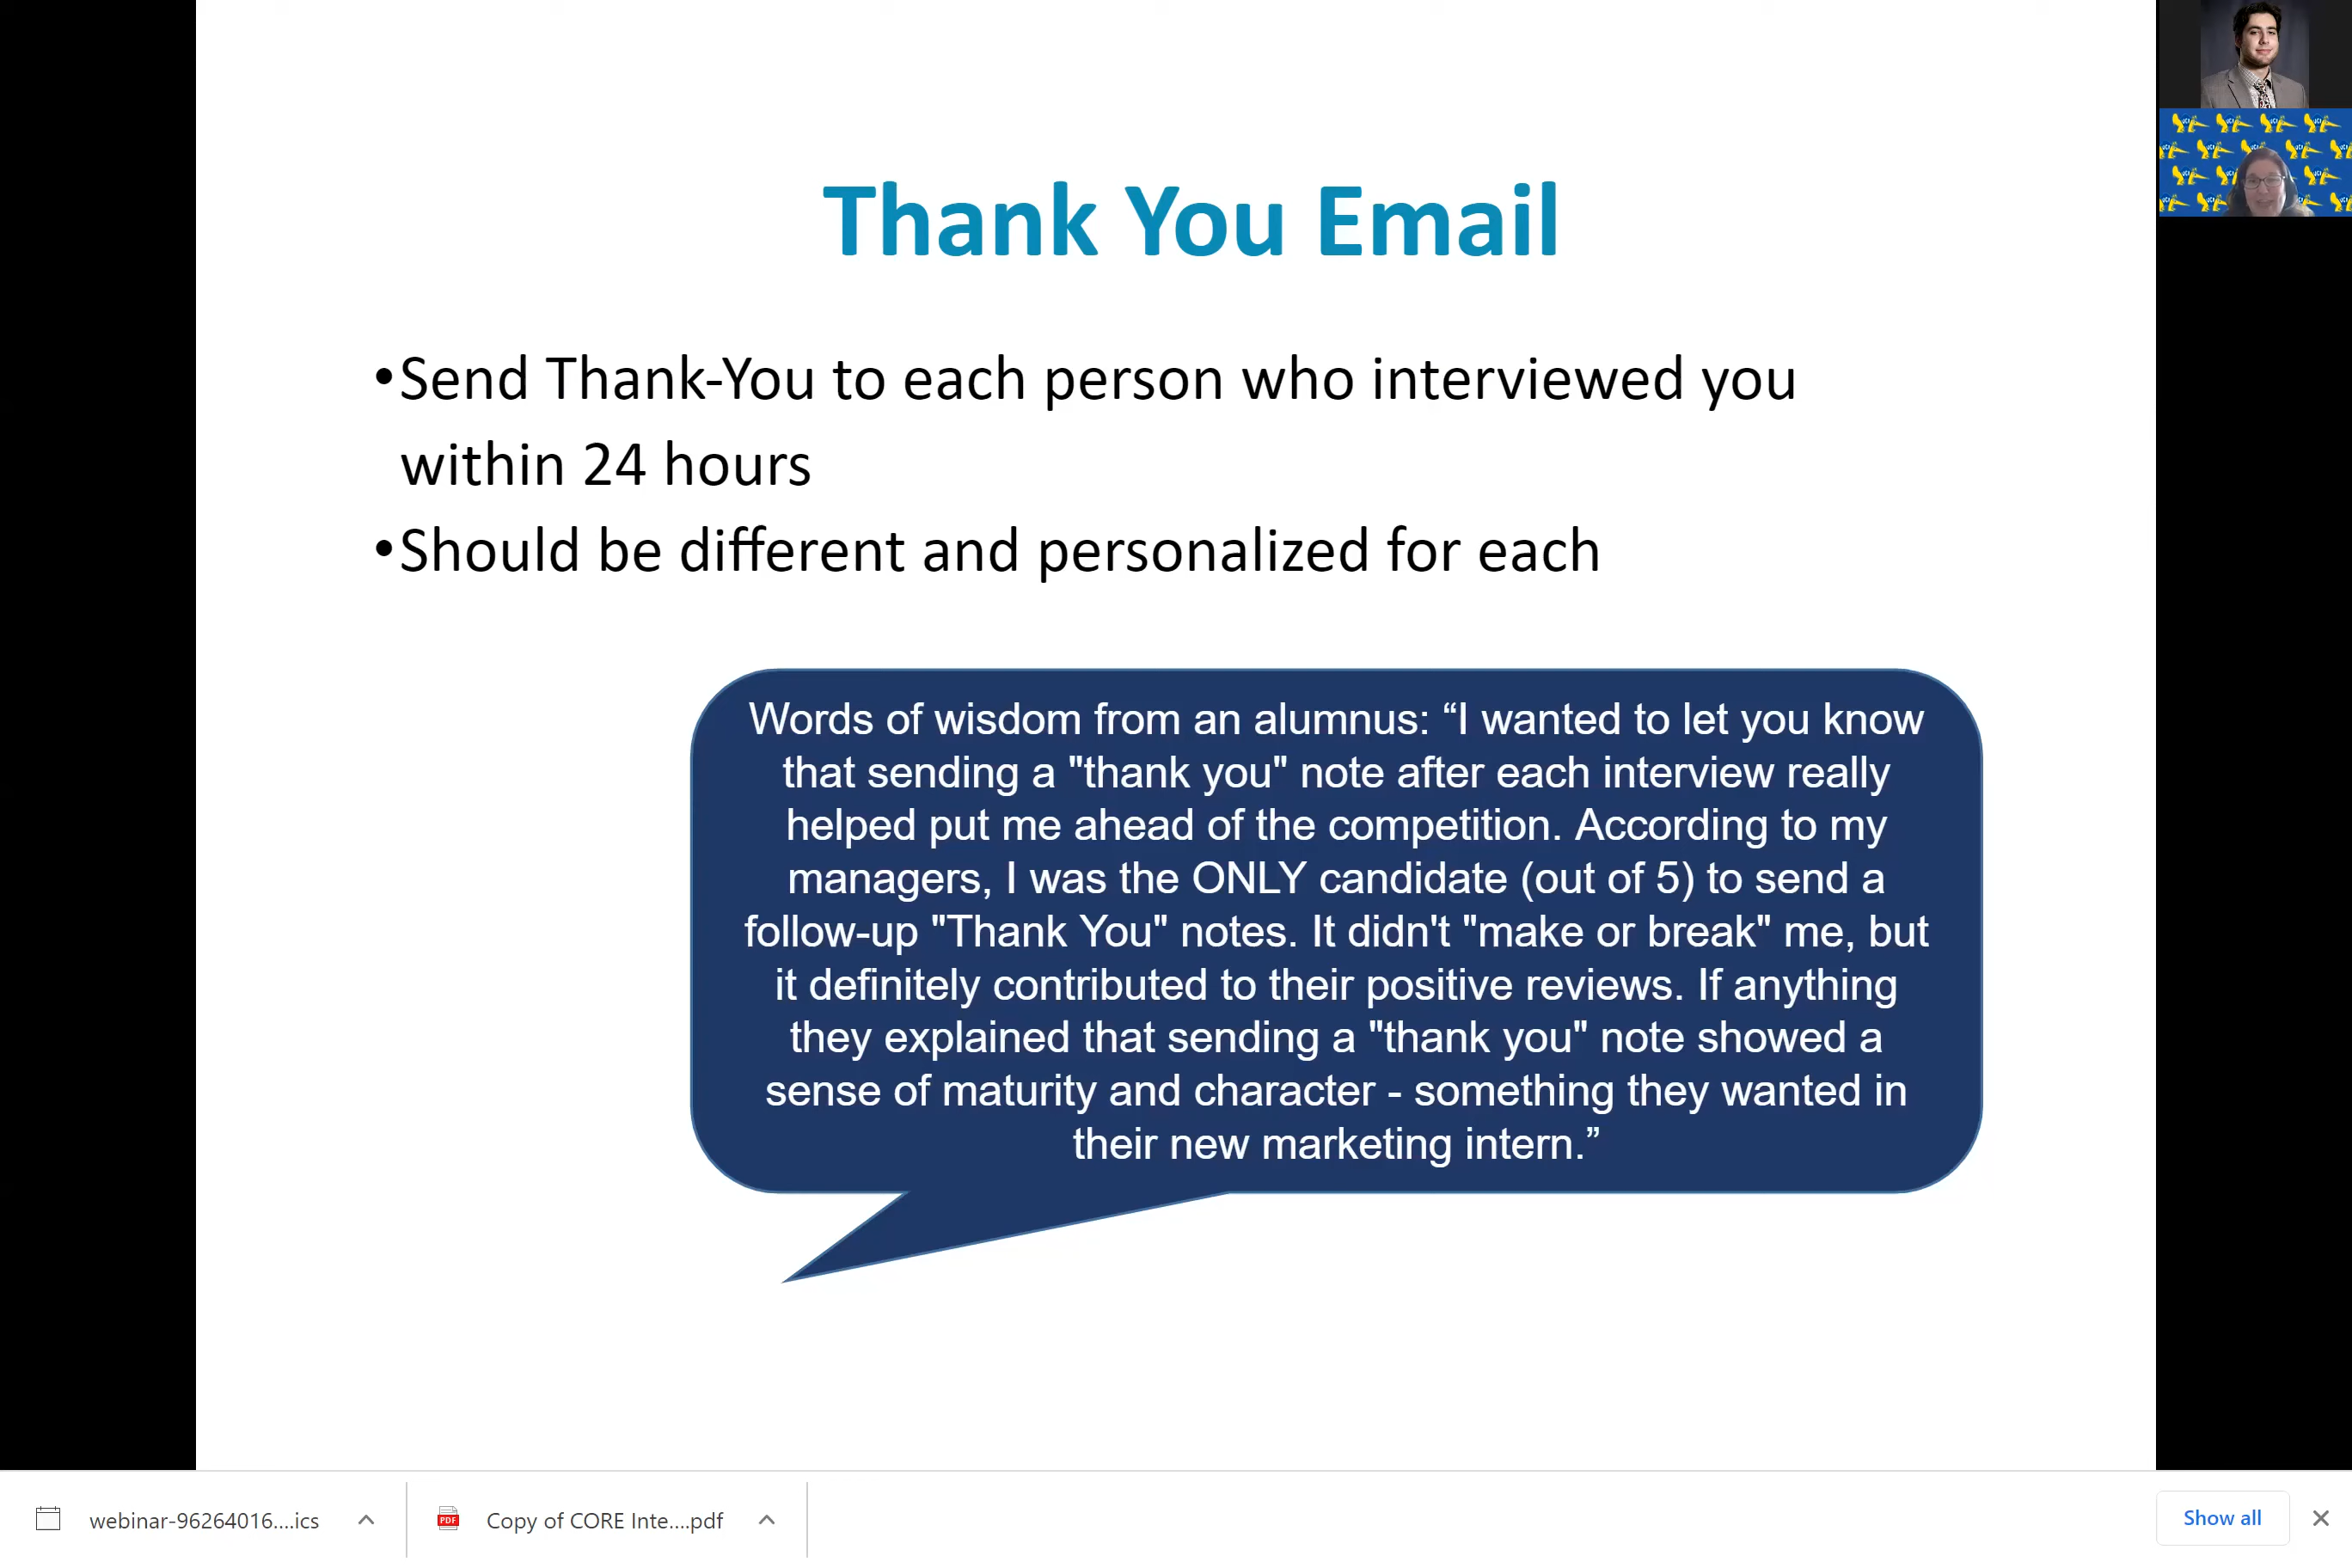 Thank You Email
•Send Thank-You to each person who interviewed you
within 24 hours
•Should be different and personalized for each
Words of wisdom from an alumnus: “I wanted to let you know
that sending a "thank you" note after each interview really
helped put me ahead of the competition. According to my
managers, I was the ONLY candidate (out of 5) to send a
follow-up "Thank You" notes. It didn't "make or break" me, but
it definitely contributed to their positive reviews. If anything
they explained that sending a "thank you" note showed a
sense of maturity and character - something they wanted in
their new marketing intern.”
webinar-96264016....ics
PDF
Copy of CORE Inte....pdf
Show all